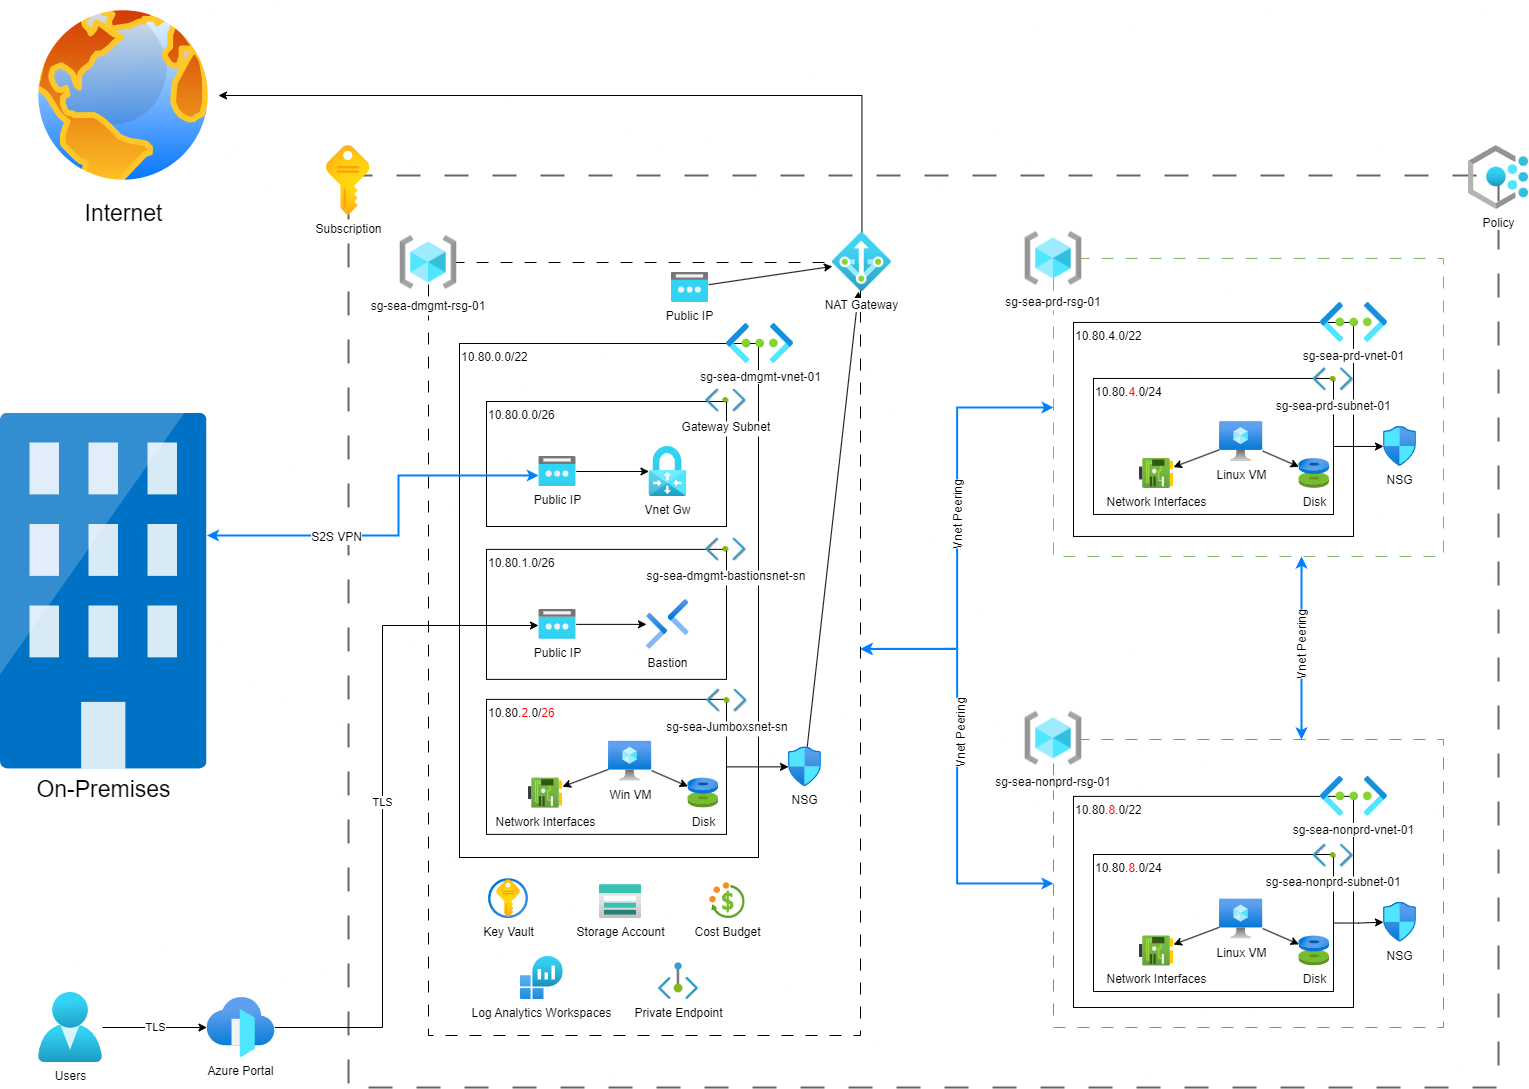 Internet
Subscription
Policy
sg-sea-dmgmt-rsg-01
Public IP
NAT Gateway
sg-sea-prd-rsg-01
10.80.0.0/22
sg-sea-dmgmt-vnet-01
10.80.0.0/26
Gateway Subnet
Public IP
Vnet Gw
S2S VPN
10.80.1.0/26
sg-sea-dmgmt-bastionsnet-sn
Public IP
Bastion
10.80.2.0/26
sg-sea-Jumboxsnet-sn
Win VM
Network Interfaces
Disk
NSG
On-Premises
TLS
Key Vault
Storage Account
Cost Budget
Log Analytics Workspaces
Private Endpoint
TLS
Users
Azure Portal
Vnet Peering
Vnet Peering
Vnet Peering
10.80.4.0/22
sg-sea-prd-vnet-01
10.80.4.0/24
sg-sea-prd-subnet-01
Linux VM
Network Interfaces
Disk
NSG
sg-sea-nonprd-rsg-01
10.80.8.0/22
sg-sea-nonprd-vnet-01
10.80.8.0/24
sg-sea-nonprd-subnet-01
Linux VM
Network Interfaces
Disk
NSG